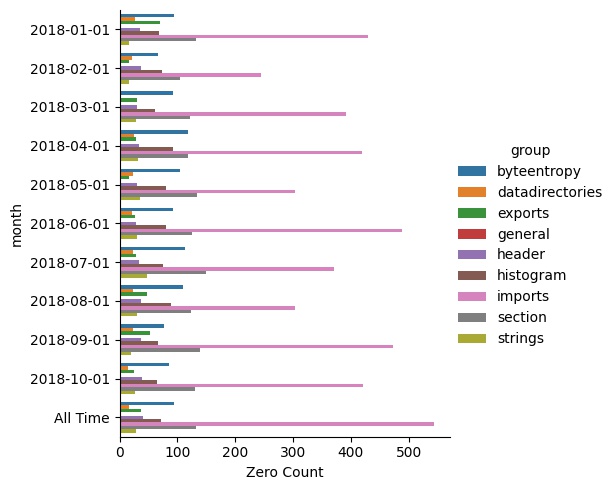 month
2018-01-01
2018-02-01
2018-03-01
2018-04-01
2018-05-01
2018-06-01
2018-07-01
2018-08-01
2018-09-01
2018-10-01
All Time
0 100 200 300 400 500
Zero Count
group
byteentropy
datadirectories
exports
general
header
histogram
imports
section
strings